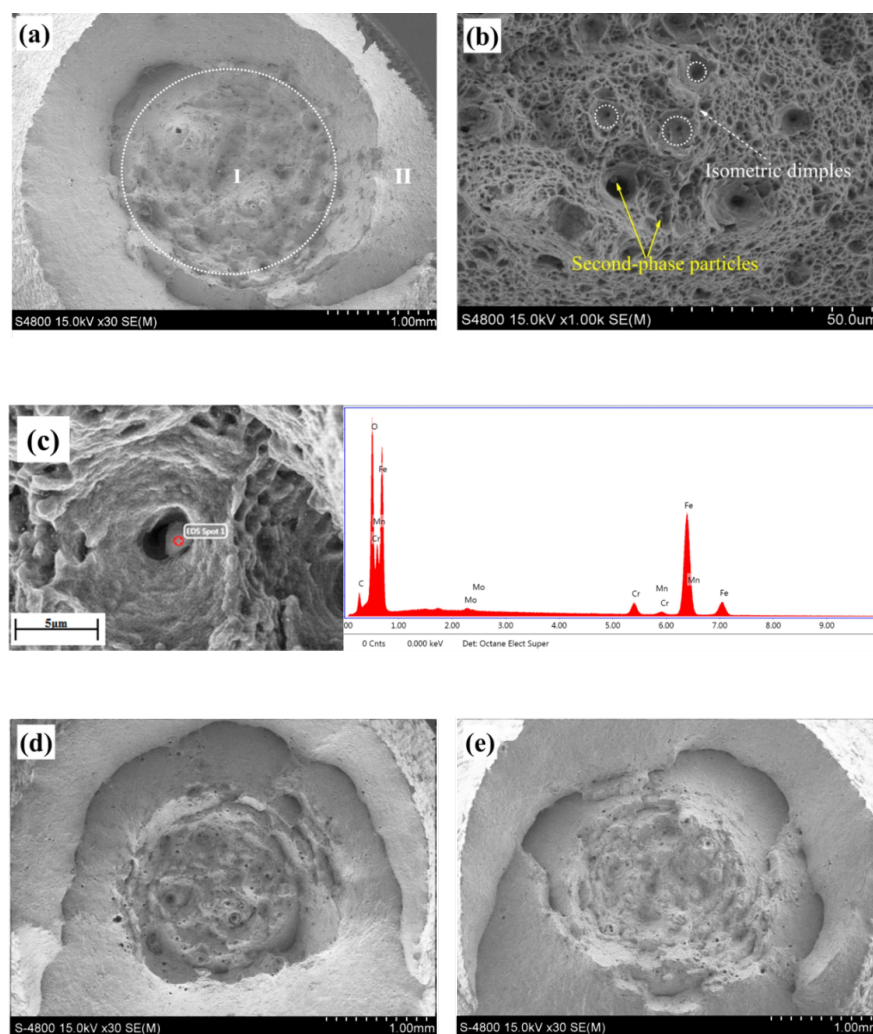 (a)
I
II
S4800 15.0kV x30 SE(M)
1.00mm
(b)
Isometric dimples
Second-phase particles
S4800 15.0kV x1.00k SE(M)
50.0um
(c)
EDS Spot 1
5μm
O
Fe
Mn
Cr
C
Mo
Mo
Cr
Mn
Cr
Fe
Mn
Fe
.00 1.00 2.00 3.00 4.00 5.00 6.00 7.00 8.00 9.00
0 Cnts 0.000 keV Det: Octane Elect Super
(d)
S-4800 15.0kV x30 SE(M)
1.00mm
(e)
S-4800 15.0kV x30 SE(M)
1.00mm